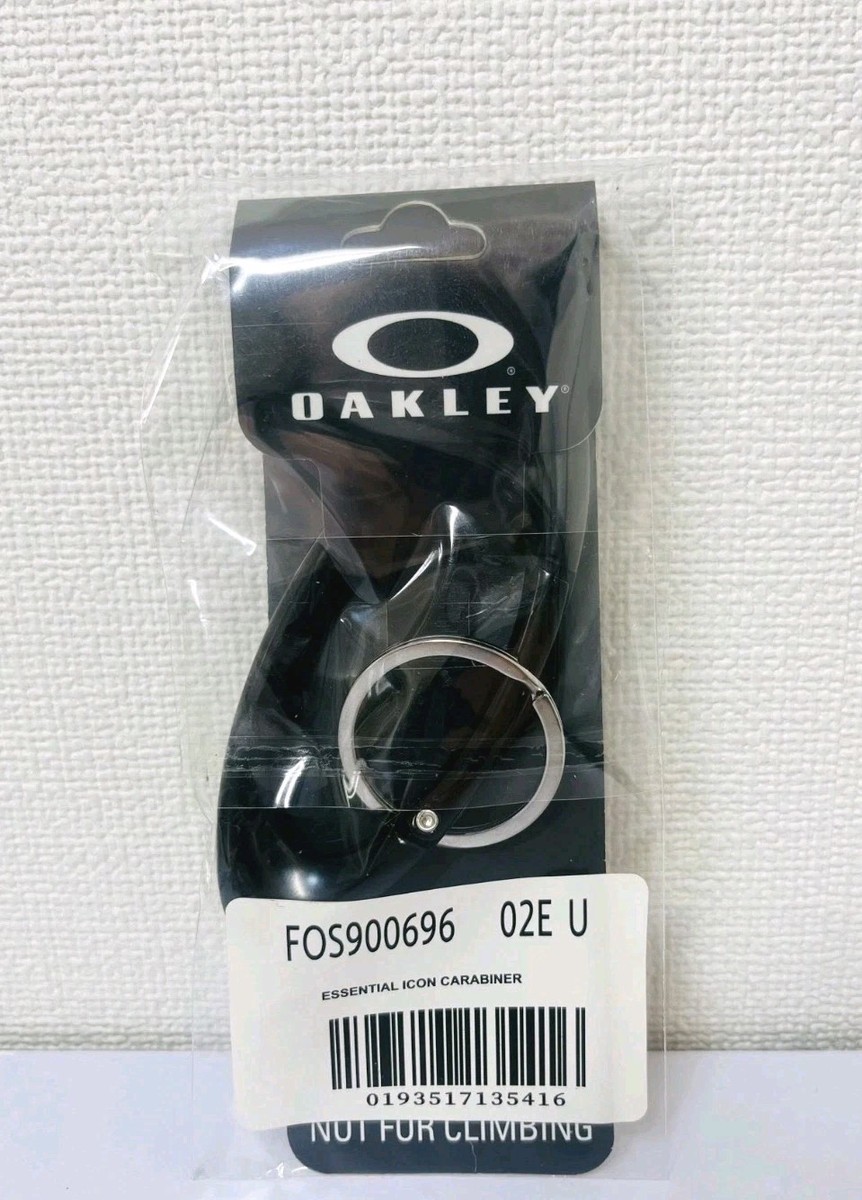 OAKLEY®
FOS900696 02E U
ESSENTIAL ICON CARABINER
0193517135416
NOT FOR CLIMBING